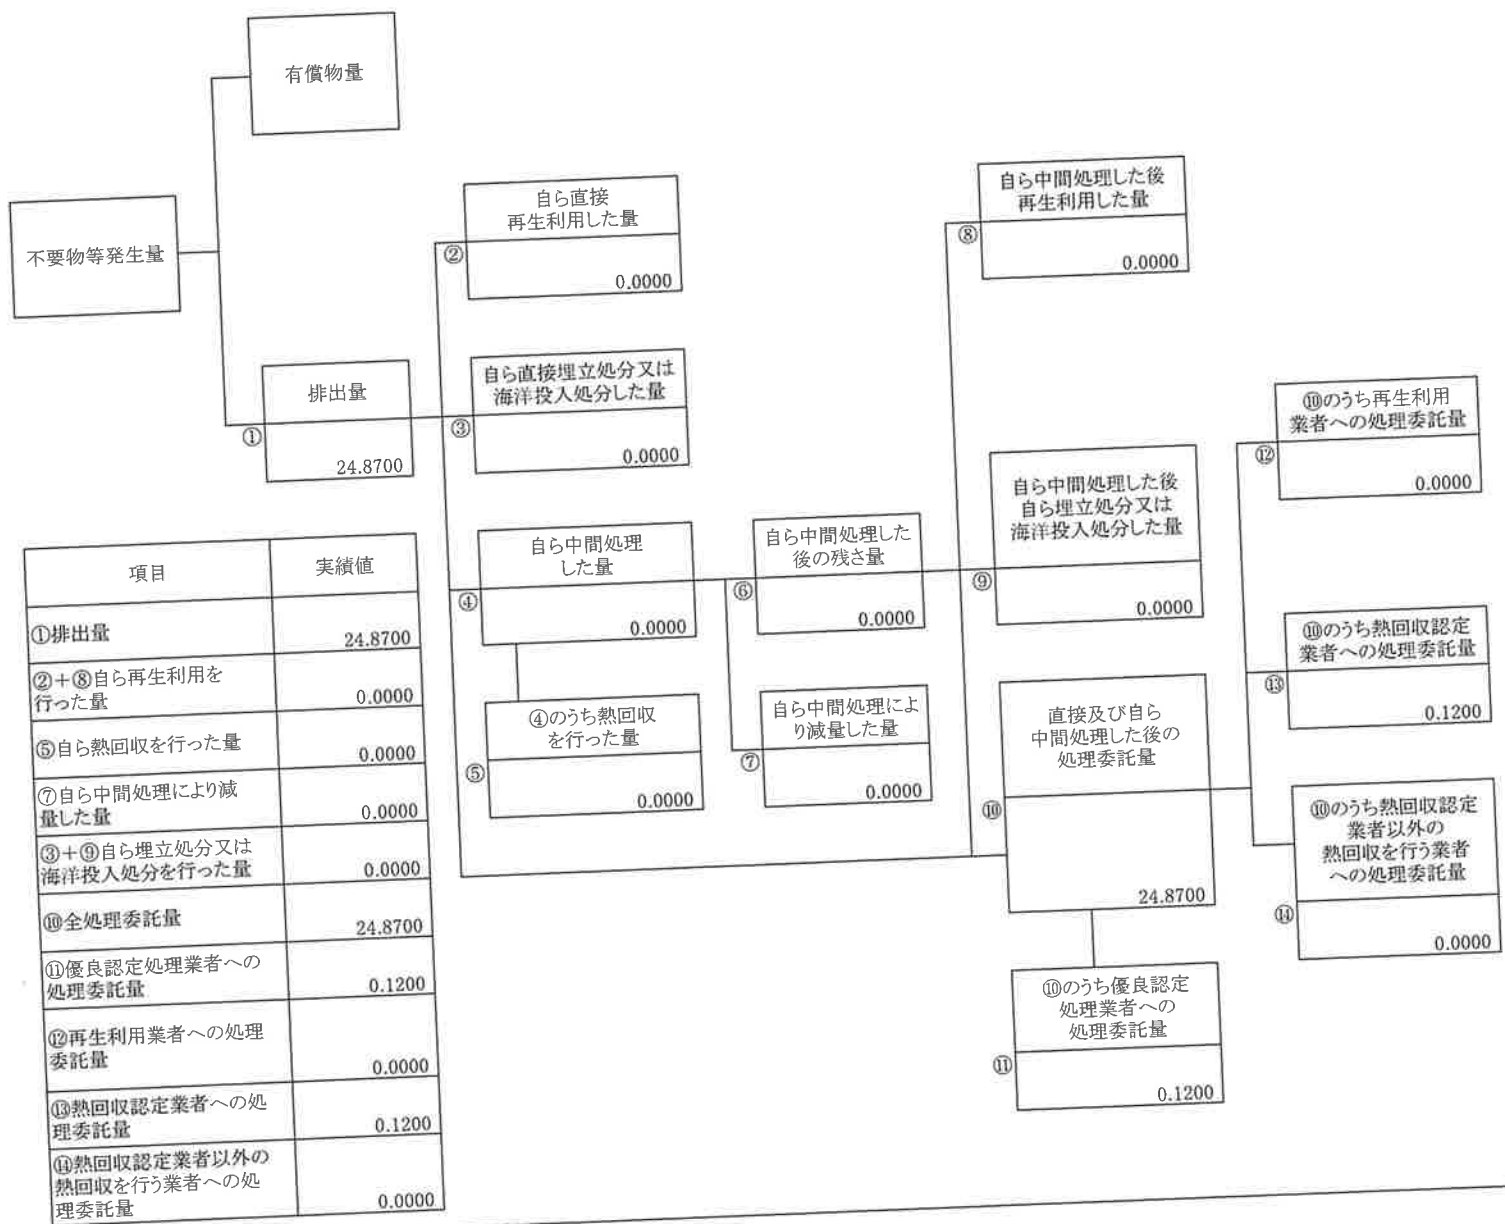 有償物量
不要物等発生量
排出量
①
24.8700
自ら直接
再生利用した量
②
0.0000
自ら直接埋立処分又は
海洋投入処分した量
③
0.0000
自ら中間処理
した量
④
0.0000
④のうち熱回収
を行った量
⑤
0.0000
自ら中間処理した
後の残さ量
⑥
0.0000
自ら中間処理によ
り減量した量
⑦
0.0000
自ら中間処理した後
再生利用した量
⑧
0.0000
自ら中間処理した後
自ら埋立処分又は
海洋投入処分した量
⑨
0.0000
直接及び自ら
中間処理した後の
処理委託量
⑩
24.8700
⑩のうち優良認定
処理業者への
処理委託量
⑪
0.1200
⑩のうち再生利用
業者への処理委託量
⑫
0.0000
⑩のうち熱回収認定
業者への処理委託量
⑬
0.1200
⑩のうち熱回収認定
業者以外の
熱回収を行う業者
への処理委託量
⑭
0.0000
項目 実績値
①排出量 24.8700
②+⑧自ら再生利用を
行った量 0.0000
⑤自ら熱回収を行った量 0.0000
⑦自ら中間処理により減
量した量 0.0000
③+⑨自ら埋立処分又は
海洋投入処分を行った量 0.0000
⑩全処理委託量 24.8700
⑪優良認定処理業者への
処理委託量 0.1200
⑫再生利用業者への処理
委託量 0.0000
⑬熱回収認定業者への処
理委託量 0.1200
⑭熱回収認定業者以外の
熱回収を行う業者への処
理委託量 0.0000